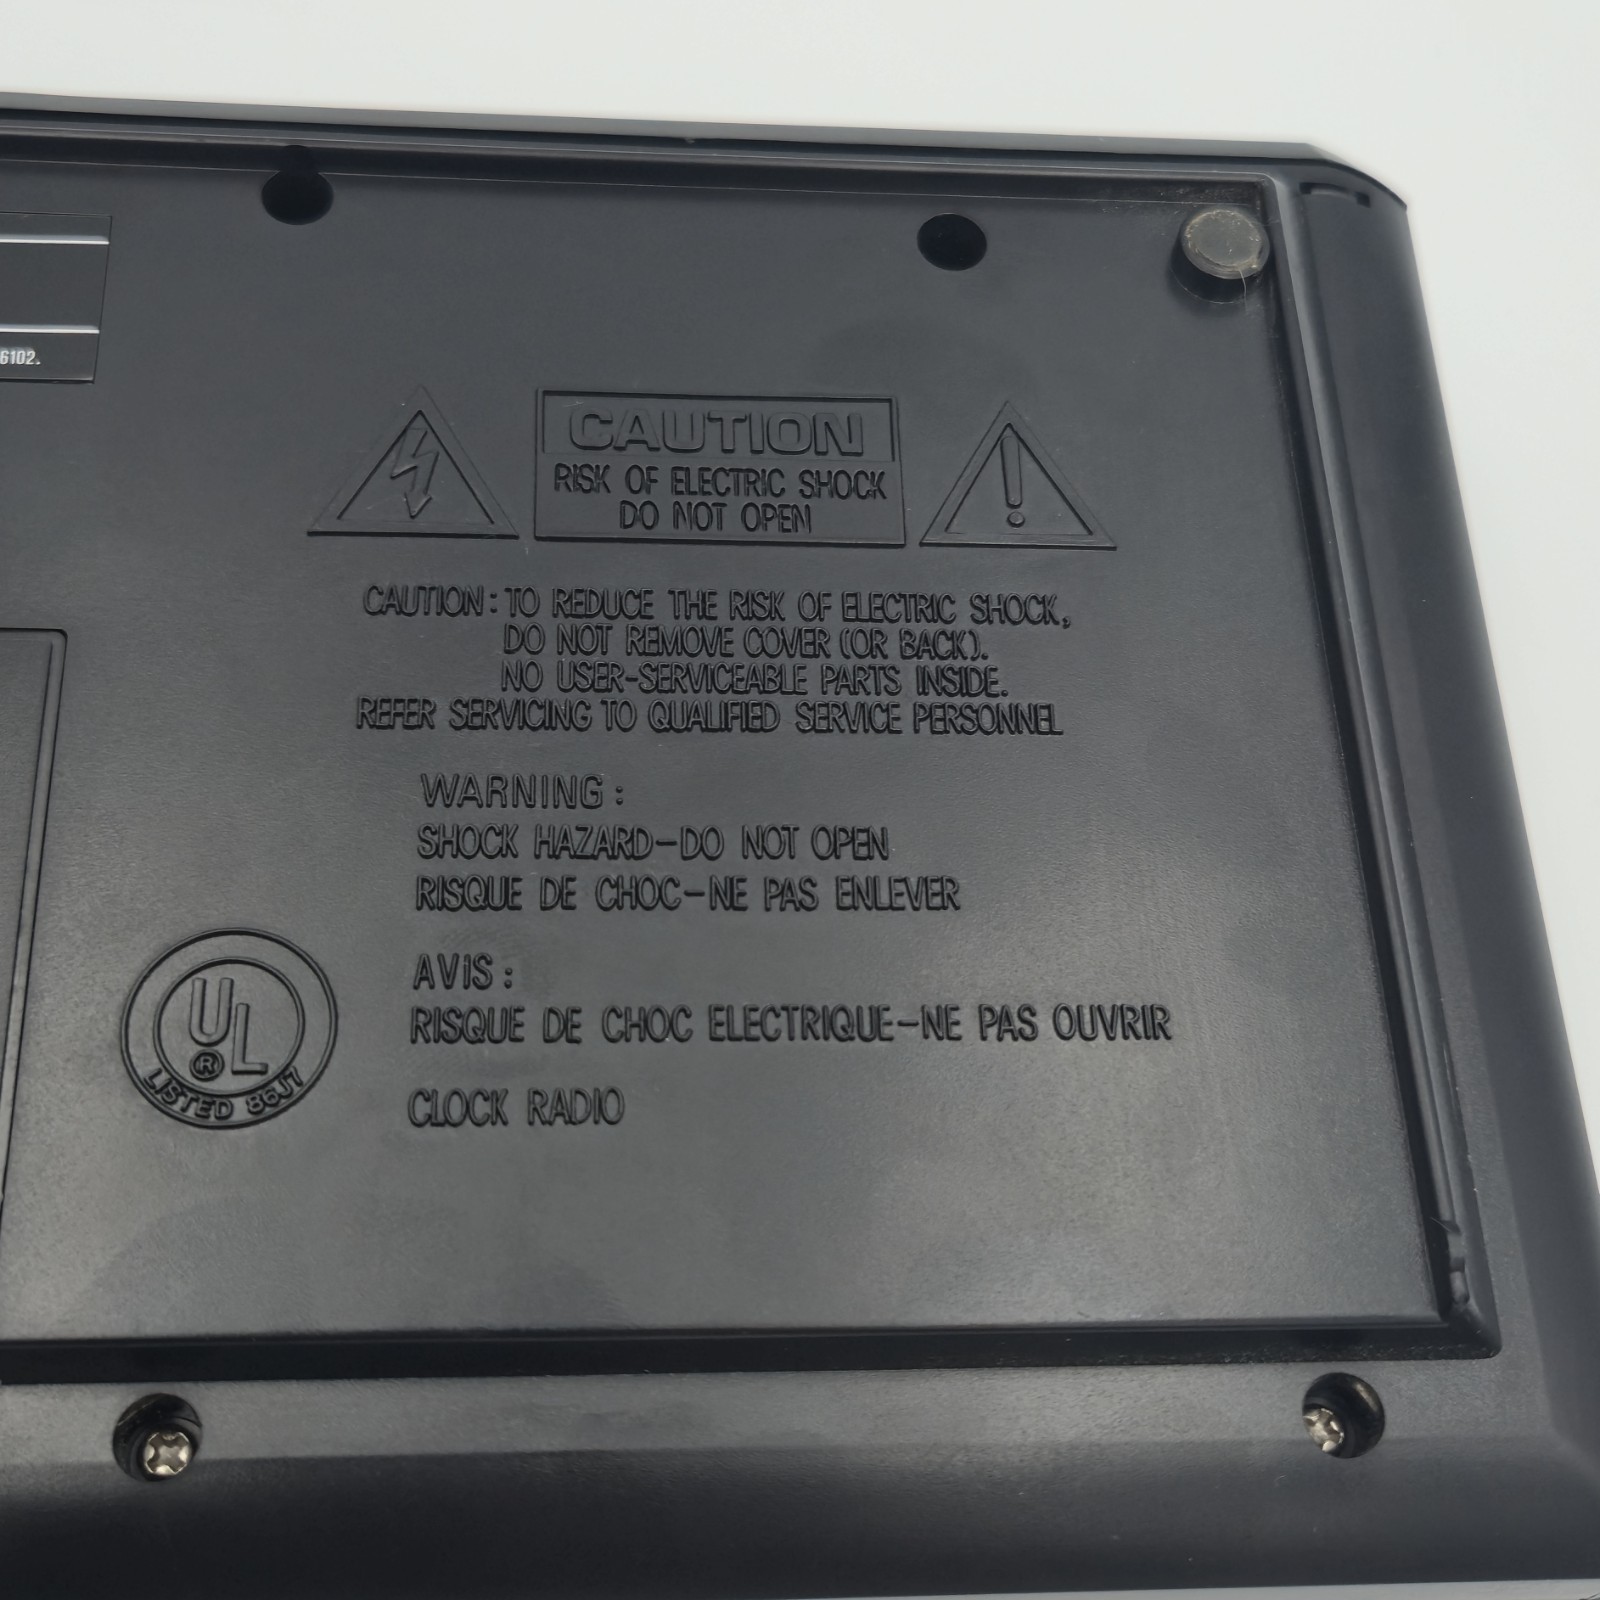 6102.
CAUTION
RISK OF ELECTRIC SHOCK
DO NOT OPEN
CAUTION: TO REDUCE THE RISK OF ELECTRIC SHOCK,
DO NOT REMOVE COVER (OR BACK).
NO USER-SERVICEABLE PARTS INSIDE.
REFER SERVICING TO QUALIFIED SERVICE PERSONNEL
WARNING:
SHOCK HAZARD-DO NOT OPEN
RISQUE DE CHOC-NE PAS ENLEVER
AViS:
RISQUE DE CHOC ELECTRIQUE-NE PAS OUVRIR
CLOCK RADIO
UL
®
LISTED 86J7